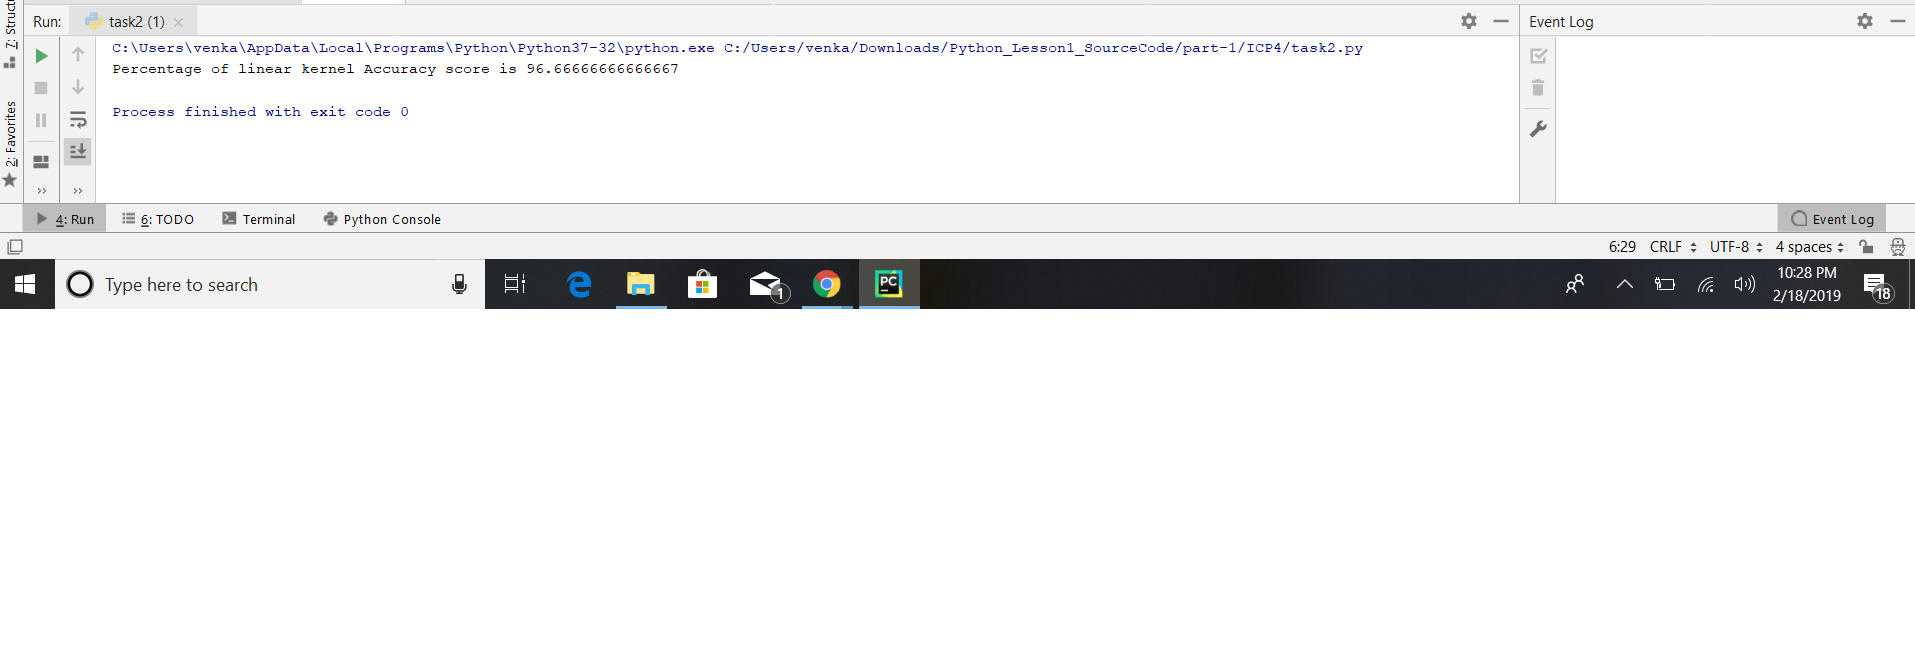 7: Structu
2: Favorites
Run: task2 (1)
C:\Users\venka\AppData\Local\Programs\Python\Python37-32\python.exe C:/Users/venka/Downloads/Python_Lesson1_SourceCode/part-1/ICP4/task2.py
Percentage of linear kernel Accuracy score is 96.66666666666667
Process finished with exit code 0
Event Log
4: Run 6: TODO Terminal Python Console Event Log
6:29 CRLF UTF-8 4 spaces
Type here to search
1
PC
10:28 PM
2/18/2019
18